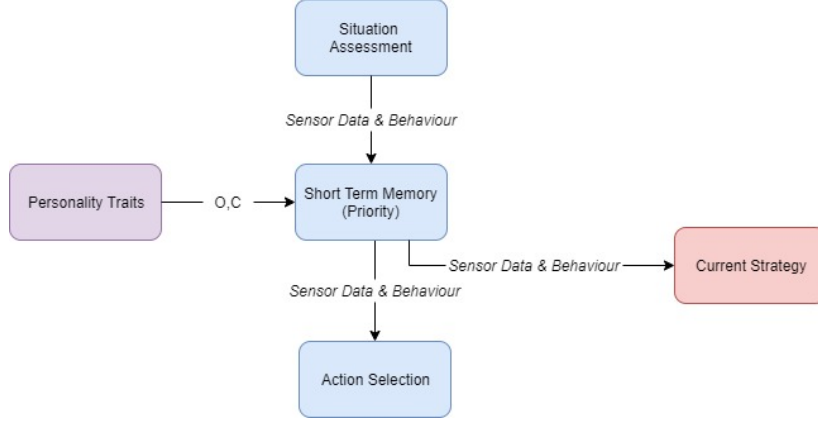 Situation
Assessment
Sensor Data & Behaviour
Personality Traits
O,C
Short Term Memory
(Priority)
Sensor Data & Behaviour
Current Strategy
Sensor Data & Behaviour
Action Selection